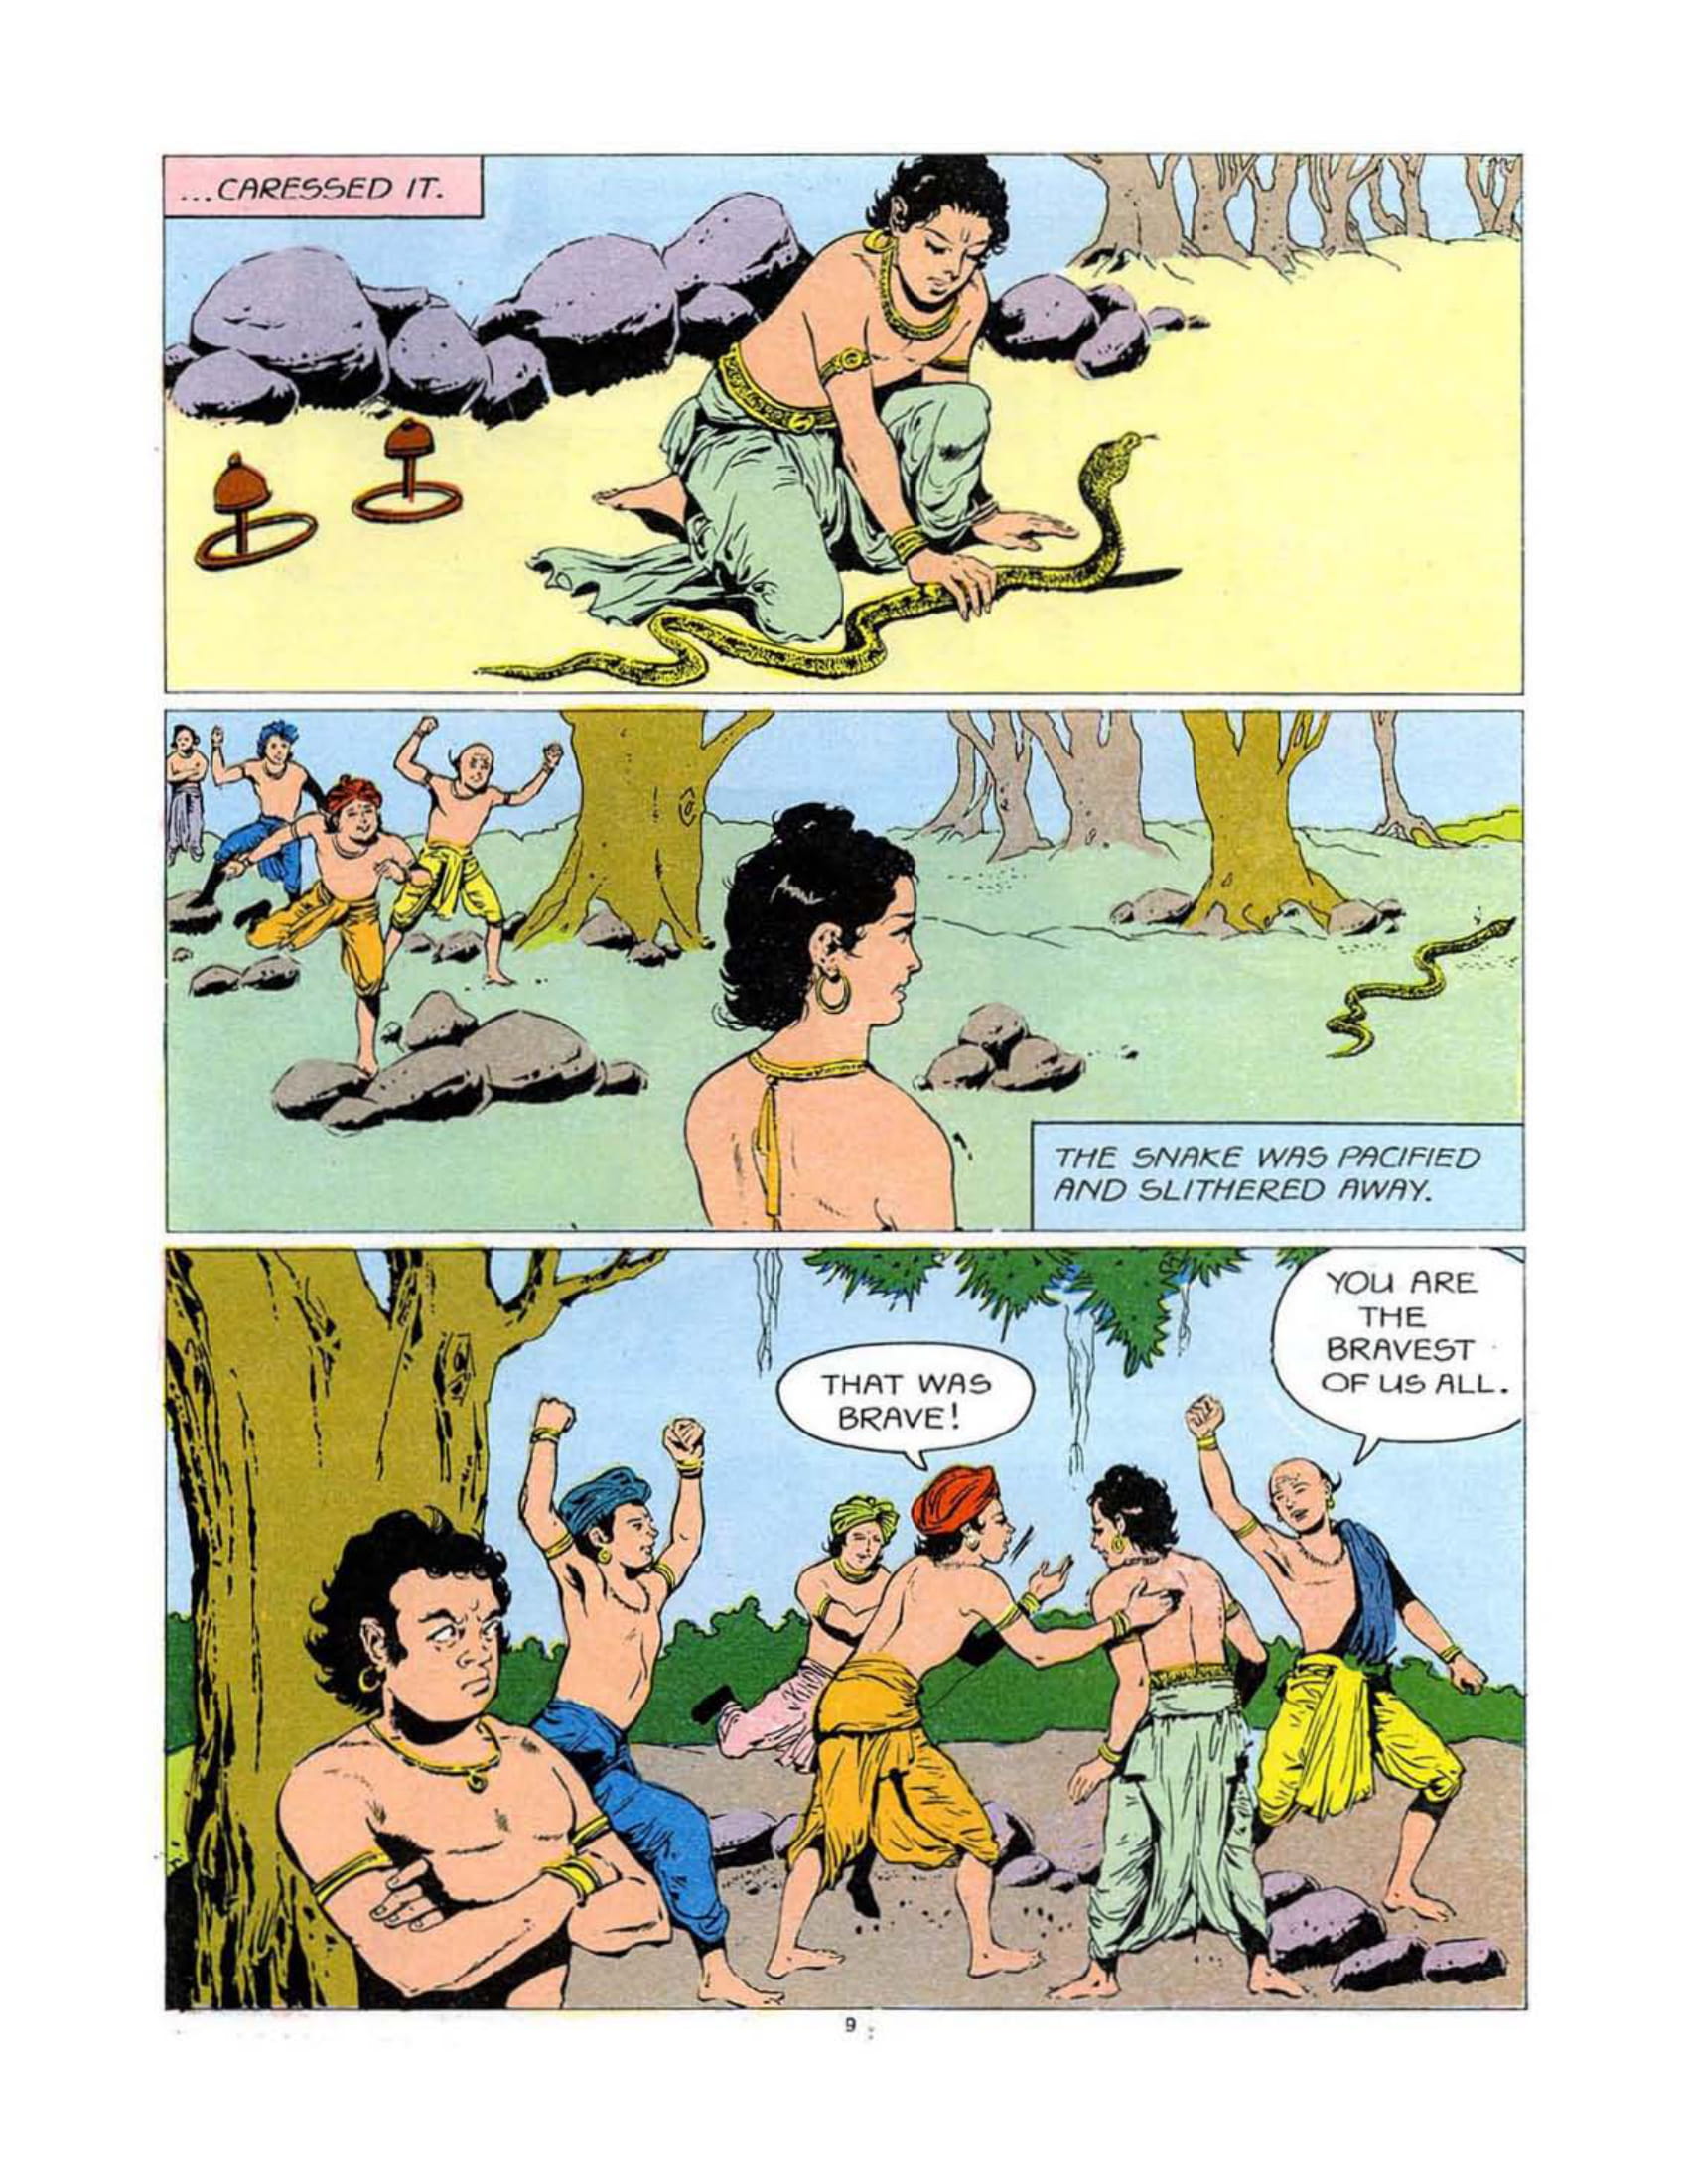 ...CARESSED IT.
THE SNAKE WAS PACIFIED
AND SLITHERED AWAY.
THAT WAS
BRAVE!
YOU ARE
THE
BRAVEST
OF US ALL.
9